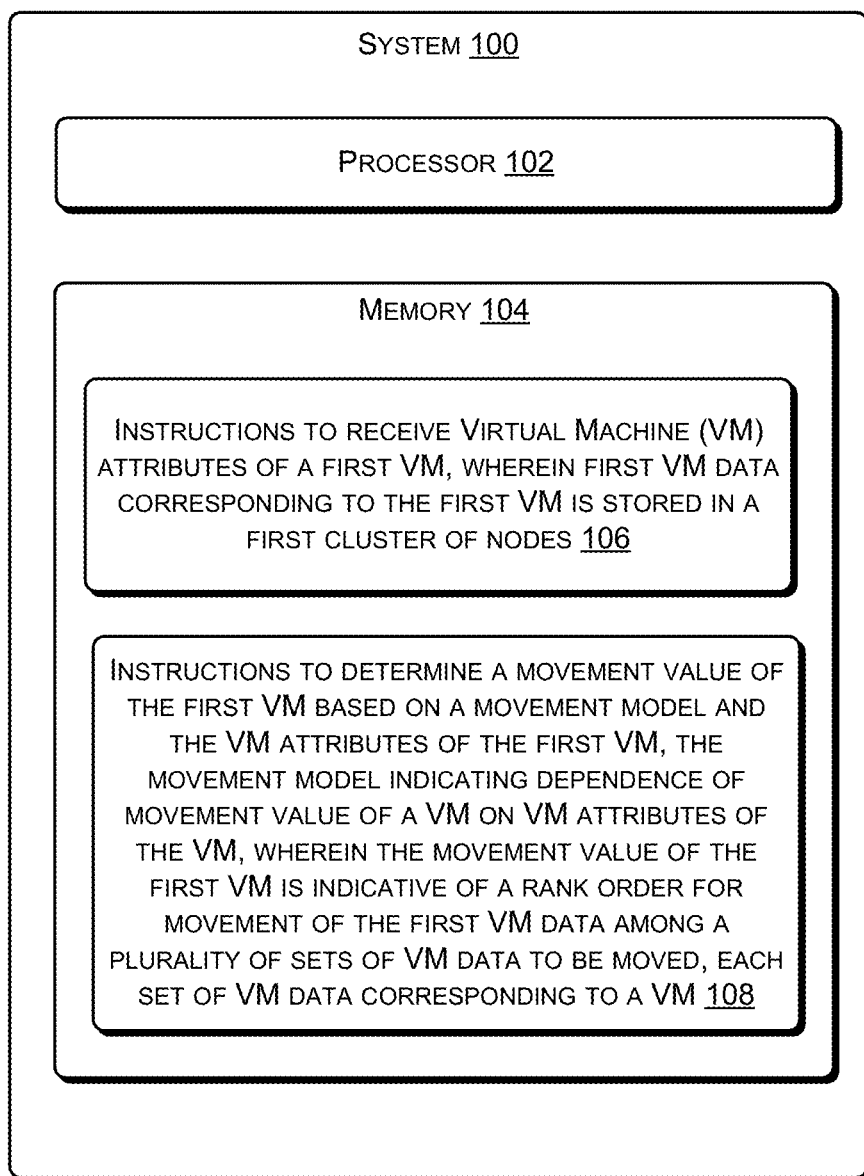 SYSTEM 100
PROCESSOR 102
MEMORY 104
INSTRUCTIONS TO RECEIVE VIRTUAL MACHINE (VM)
ATTRIBUTES OF A FIRST VM, WHEREIN FIRST VM DATA
CORRESPONDING TO THE FIRST VM IS STORED IN A
FIRST CLUSTER OF NODES 106
INSTRUCTIONS TO DETERMINE A MOVEMENT VALUE OF
THE FIRST VM BASED ON A MOVEMENT MODEL AND
THE VM ATTRIBUTES OF THE FIRST VM, THE
MOVEMENT MODEL INDICATING DEPENDENCE OF
MOVEMENT VALUE OF A VM ON VM ATTRIBUTES OF
THE VM, WHEREIN THE MOVEMENT VALUE OF THE
FIRST VM IS INDICATIVE OF A RANK ORDER FOR
MOVEMENT OF THE FIRST VM DATA AMONG A
PLURALITY OF SETS OF VM DATA TO BE MOVED, EACH
SET OF VM DATA CORRESPONDING TO A VM 108